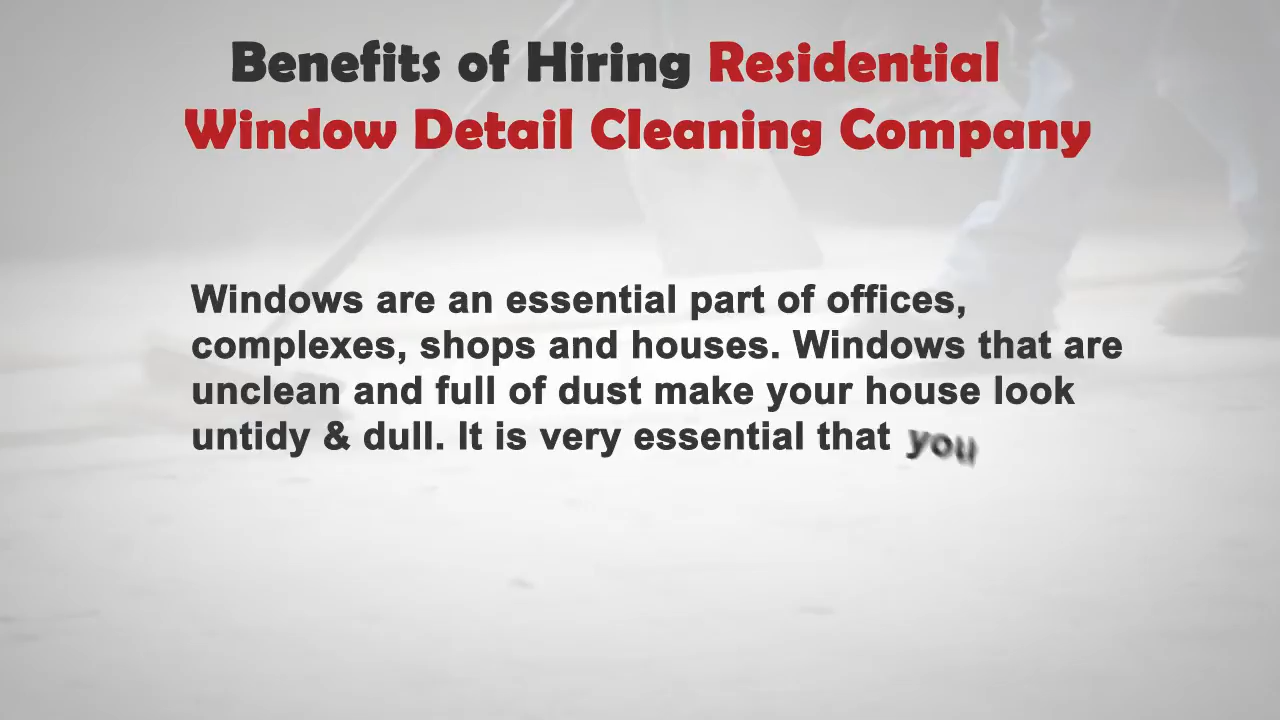 Benefits of Hiring Residential
Window Detail Cleaning Company
Windows are an essential part of offices,
complexes, shops and houses. Windows that are
unclean and full of dust make your house look
untidy & dull. It is very essential that you